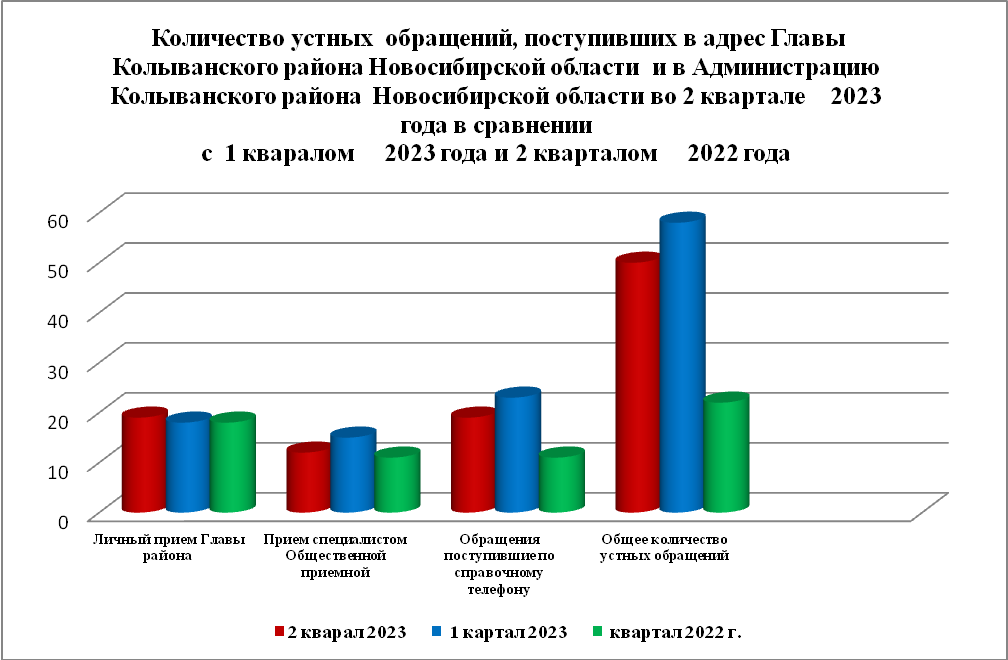 Количество устных обращений, поступивших в адрес Главы
Колыванского района Новосибирской области и в Администрацию
Колыванского района Новосибирской области во 2 квартале 2023
года в сравнении
с 1 кваралом 2023 года и 2 кварталом 2022 года
60
50
40
30
20
10
0
Личный прием Главы
района
Прием специалистом
Общественной
приемной
Обращения
поступившие по
справочному
телефону
Общее количество
устных обращений
2 кварал 2023
1 картал 2023
квартал 2022 г.